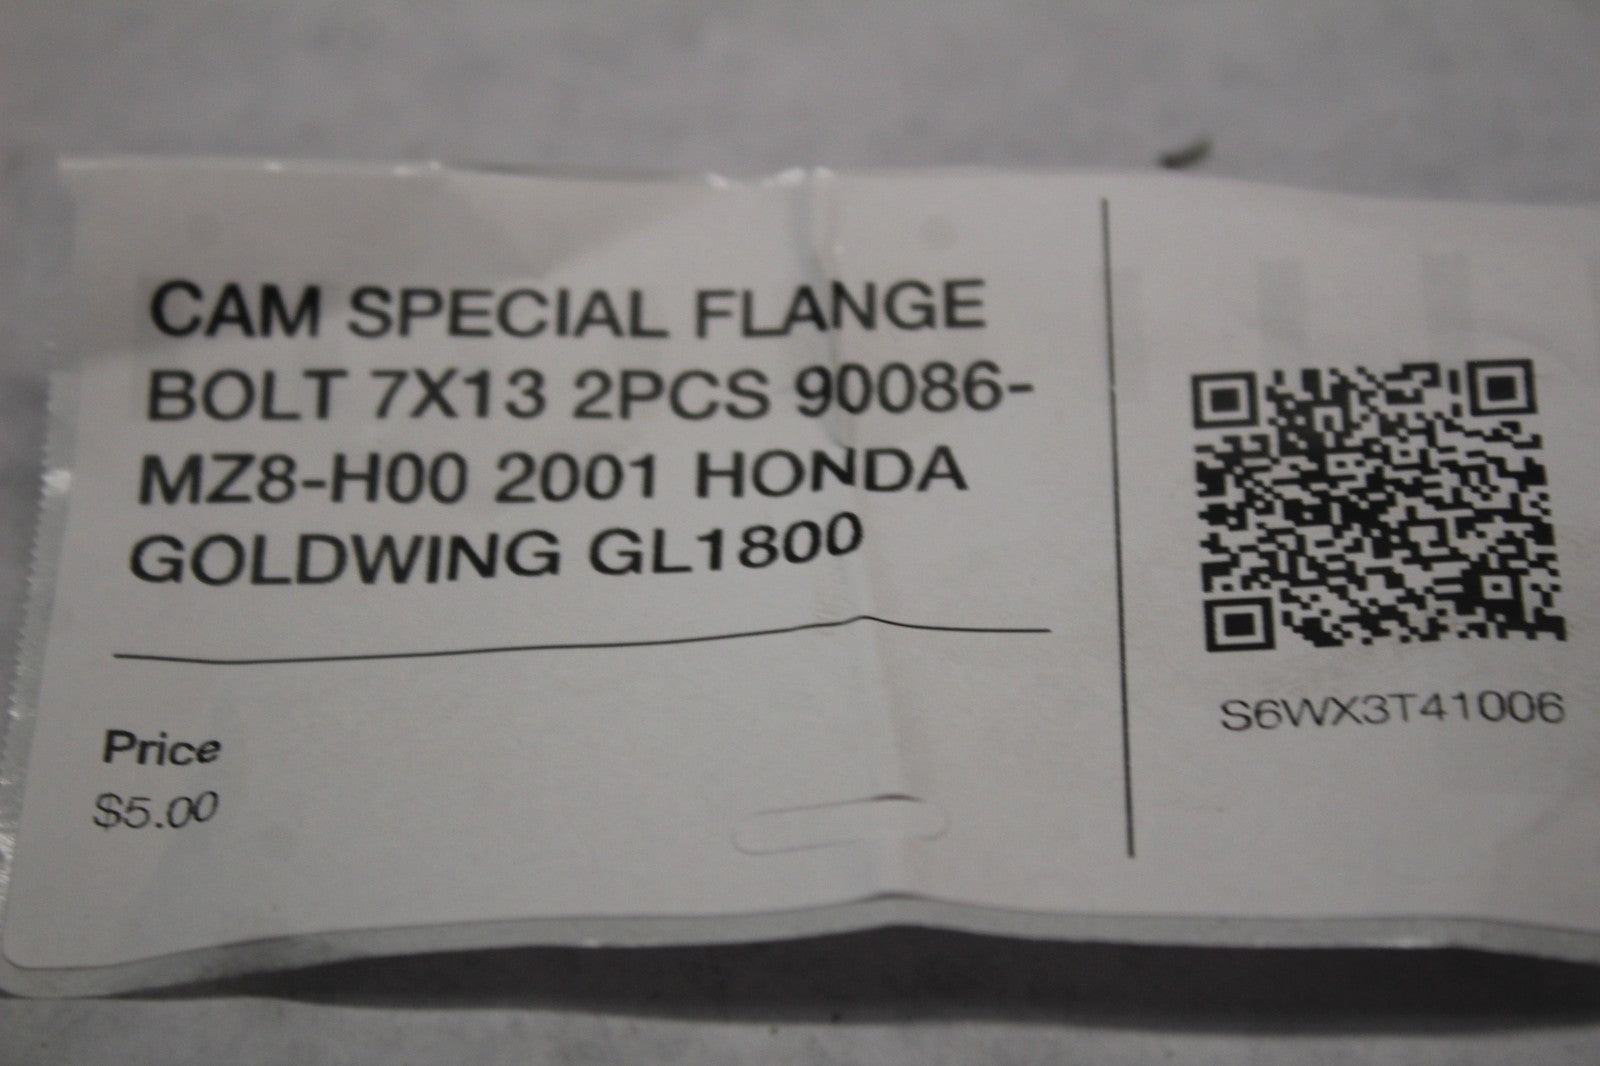 CAM SPECIAL FLANGE
BOLT 7X13 2PCS 90086-
MZ8-H00 2001 HONDA
GOLDWING GL1800
Price
$5.00
S6WX3T41006